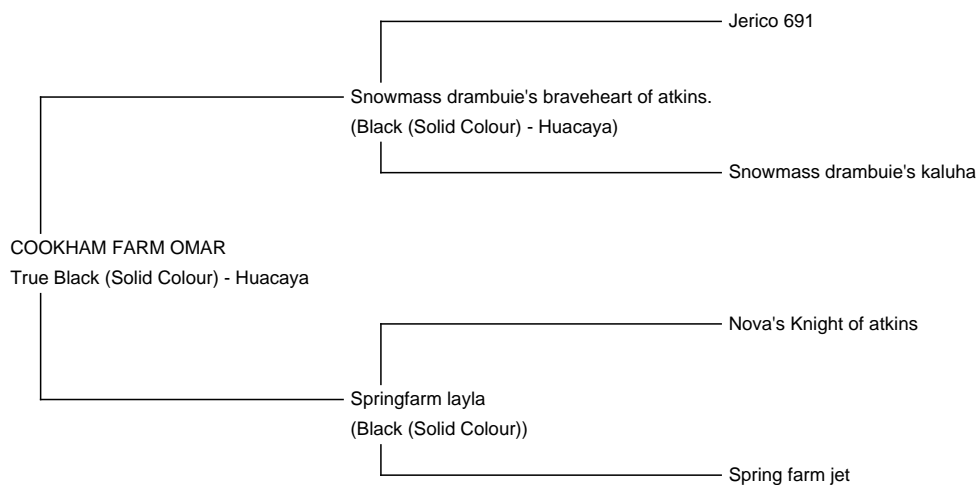 Jerico 691
Snowmass drambuie's braveheart of atkins.
(Black (Solid Colour) - Huacaya)
Snowmass drambuie's kaluha
COOKHAM FARM OMAR
True Black (Solid Colour) - Huacaya
Nova's Knight of atkins
Springfarm layla
(Black (Solid Colour))
Spring farm jet